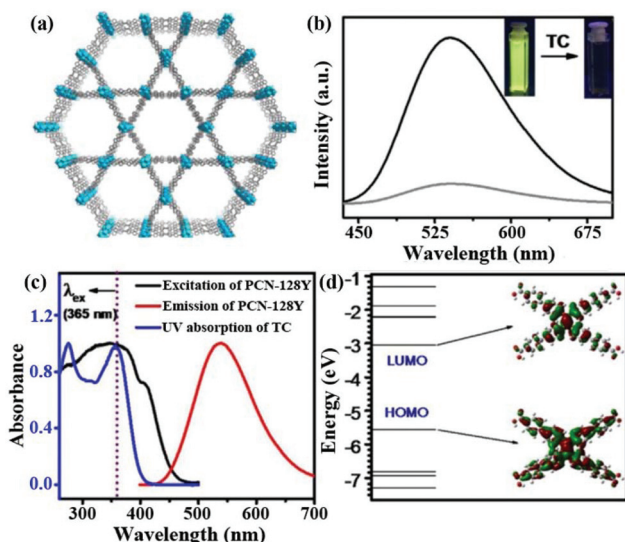 (a)
(b)
TC
Intensity (a.u.)
450 525 600 675
Wavelength (nm)
(c)
λex
(365 nm)
Excitation of PCN-128Y
Emission of PCN-128Y
UV absorption of TC
Absorbance
1.2
0.8
0.4
0.0
300 400 500 600 700
Wavelength (nm)
(d)
Energy (eV)
-1
-2
-3
LUMO
-4
HOMO
-5
-6
-7